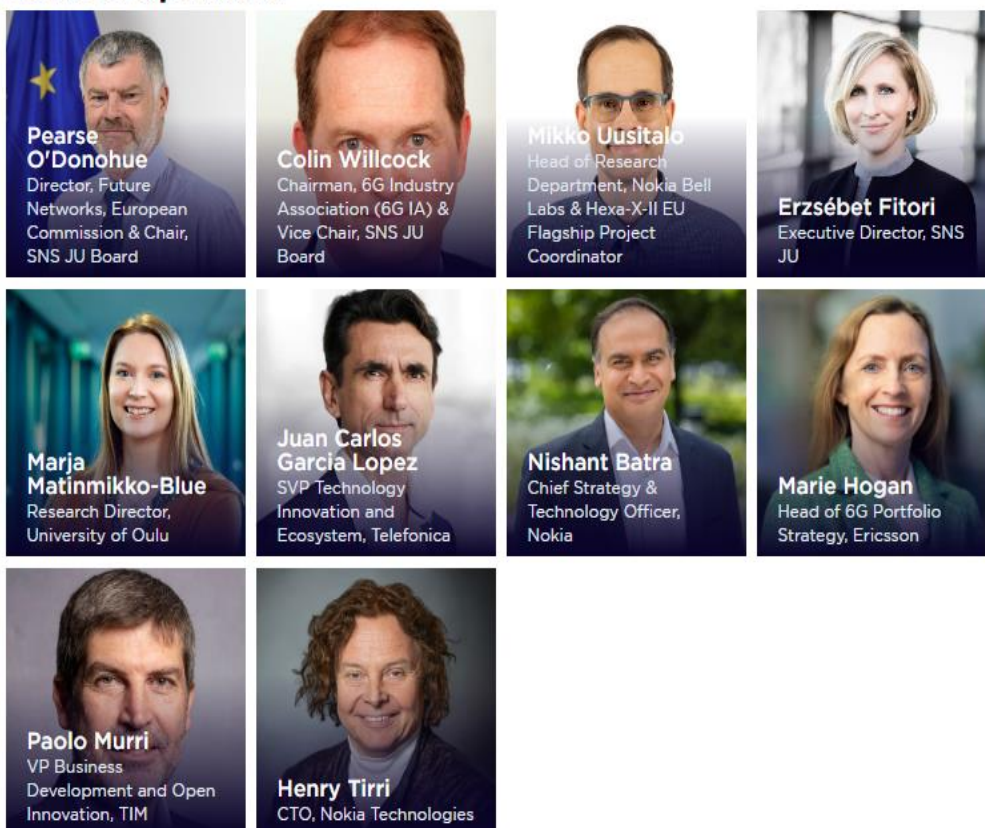 Pearse
O'Donohue
Director, Future
Networks, European
Commission & Chair,
SNS JU Board
Colin Willcock
Chairman, 6G Industry
Association (6G IA) &
Vice Chair, SNS JU
Board
Mikko Uusitalo
Head of Research
Department, Nokia Bell
Labs & Hexa-X-II EU
Flagship Project
Coordinator
Erzsébet Fitori
Executive Director, SNS
JU
Marja
Matinmikko-Blue
Research Director,
University of Oulu
Juan Carlos
Garcia Lopez
SVP Technology
Innovation and
Ecosystem, Telefonica
Nishant Batra
Chief Strategy &
Technology Officer,
Nokia
Marie Hogan
Head of 6G Portfolio
Strategy, Ericsson
Paolo Murri
VP Business
Development and Open
Innovation, TIM
Henry Tirri
CTO, Nokia Technologies